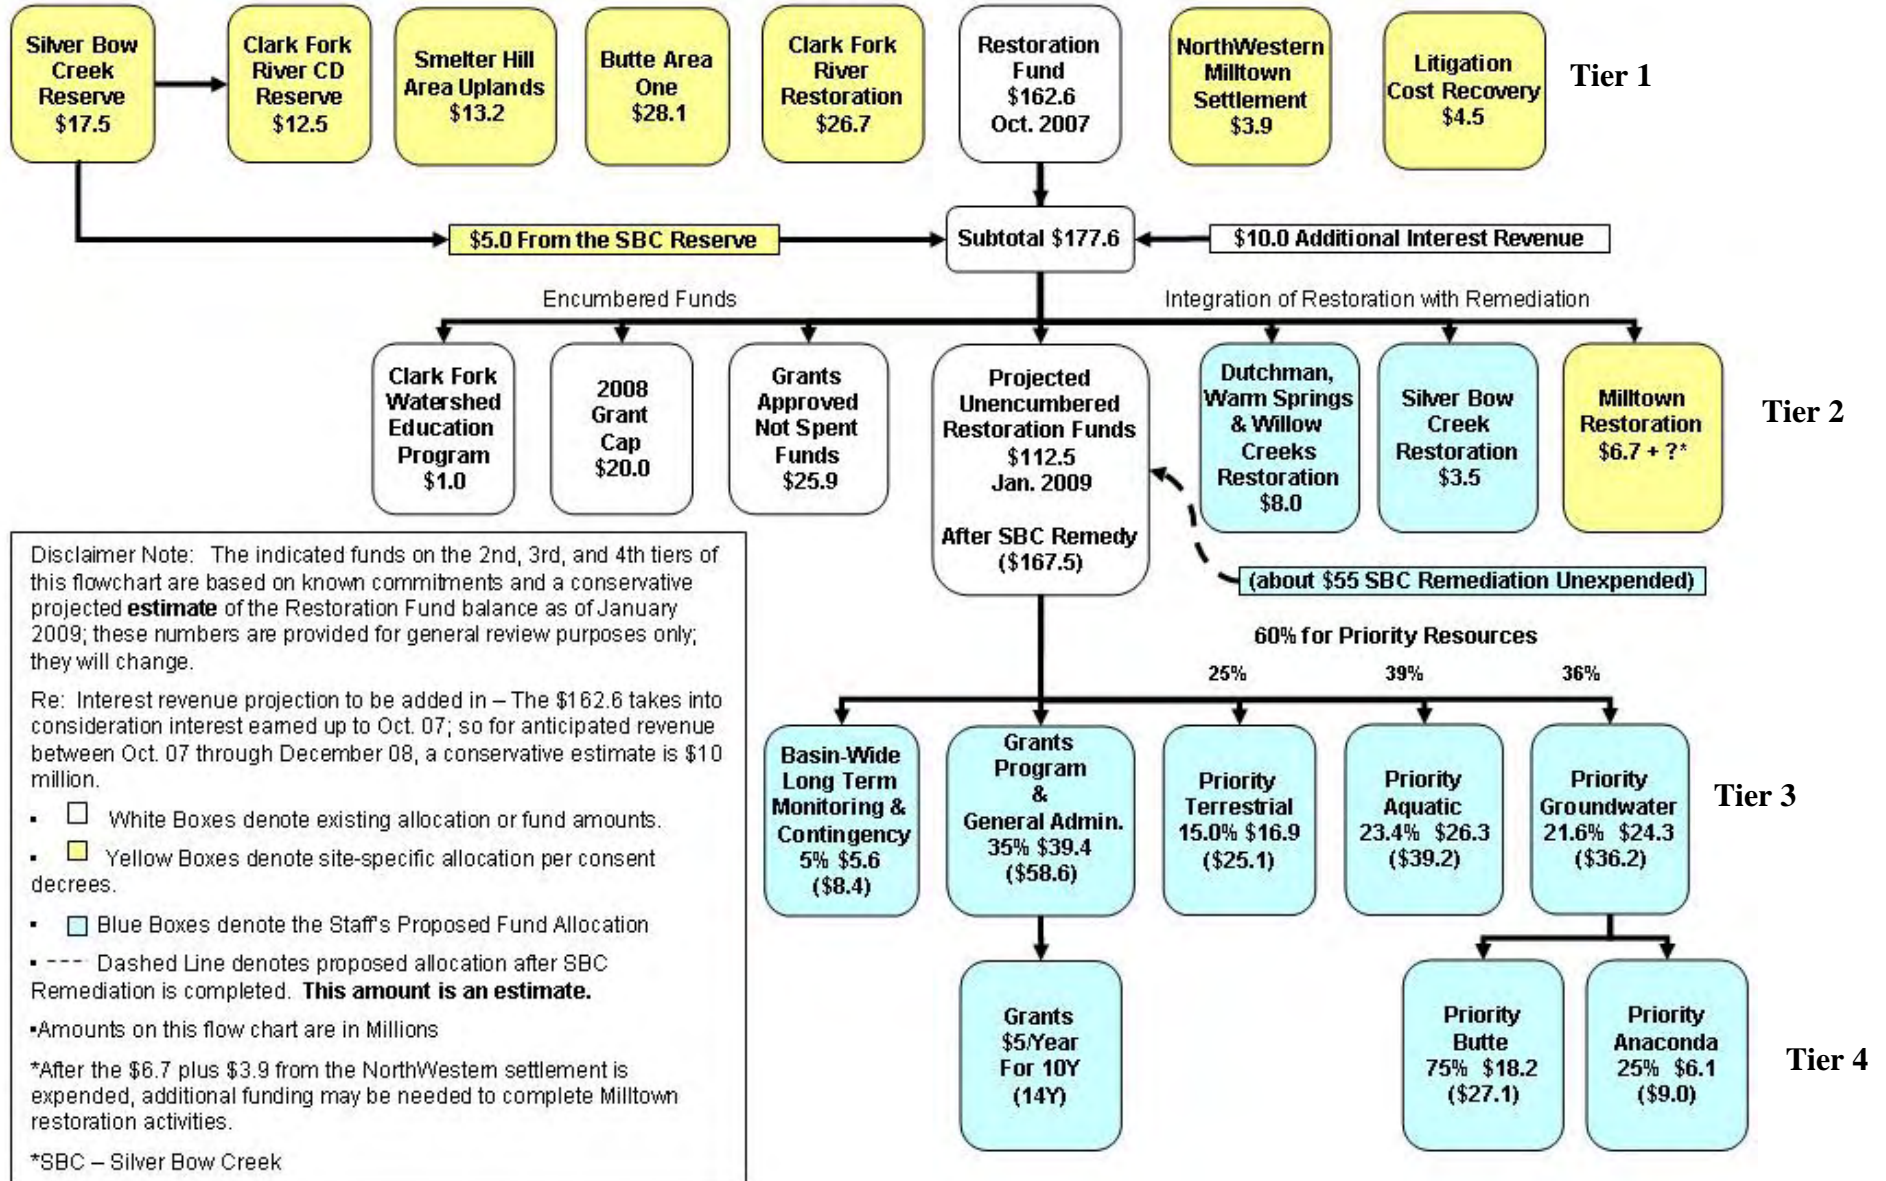 Silver Bow
Creek
Reserve
$17.5
Clark Fork
River CD
Reserve
$12.5
Smelter Hill
Area Uplands
$13.2
Butte Area
One
$28.1
Clark Fork
River
Restoration
$26.7
Restoration
Fund
$162.6
Oct. 2007
NorthWestern
Milltown
Settlement
$3.9
Litigation
Cost Recovery
$4.5
Tier 1
$5.0 From the SBC Reserve
Subtotal $177.6
$10.0 Additional Interest Revenue
Encumbered Funds
Integration of Restoration with Remediation
Clark Fork
Watershed
Education
Program
$1.0
2008
Grant
Cap
$20.0
Grants
Approved
Not Spent
Funds
$25.9
Projected
Unencumbered
Restoration Funds
$112.5
Jan. 2009
After SBC Remedy
($167.5)
Dutchman,
Warm Springs
& Willow
Creeks
Restoration
$8.0
Silver Bow
Creek
Restoration
$3.5
Milltown
Restoration
$6.7 + ?*
Tier 2
(about $55 SBC Remediation Unexpended)
60% for Priority Resources
25%
39%
36%
Basin-Wide
Long Term
Monitoring &
Contingency
5% $5.6
($8.4)
Grants
Program
&
General Admin.
35% $39.4
($58.6)
Priority
Terrestrial
15.0% $16.9
($25.1)
Priority
Aquatic
23.4% $26.3
($39.2)
Priority
Groundwater
21.6% $24.3
($36.2)
Tier 3
Grants
$5/Year
For 10Y
(14Y)
Priority
Butte
75% $18.2
($27.1)
Priority
Anaconda
25% $6.1
($9.0)
Tier 4
Disclaimer Note: The indicated funds on the 2nd, 3rd, and 4th tiers of
this flowchart are based on known commitments and a conservative
projected estimate of the Restoration Fund balance as of January
2009; these numbers are provided for general review purposes only;
they will change.
Re: Interest revenue projection to be added in – The $162.6 takes into
consideration interest earned up to Oct. 07; so for anticipated revenue
between Oct. 07 through December 08, a conservative estimate is $10
million.
▪ White Boxes denote existing allocation or fund amounts.
▪ Yellow Boxes denote site-specific allocation per consent
decrees.
▪ Blue Boxes denote the Staff's Proposed Fund Allocation
▪ ---- Dashed Line denotes proposed allocation after SBC
Remediation is completed. This amount is an estimate.
▪Amounts on this flow chart are in Millions
*After the $6.7 plus $3.9 from the NorthWestern settlement is
expended, additional funding may be needed to complete Milltown
restoration activities.
*SBC – Silver Bow Creek